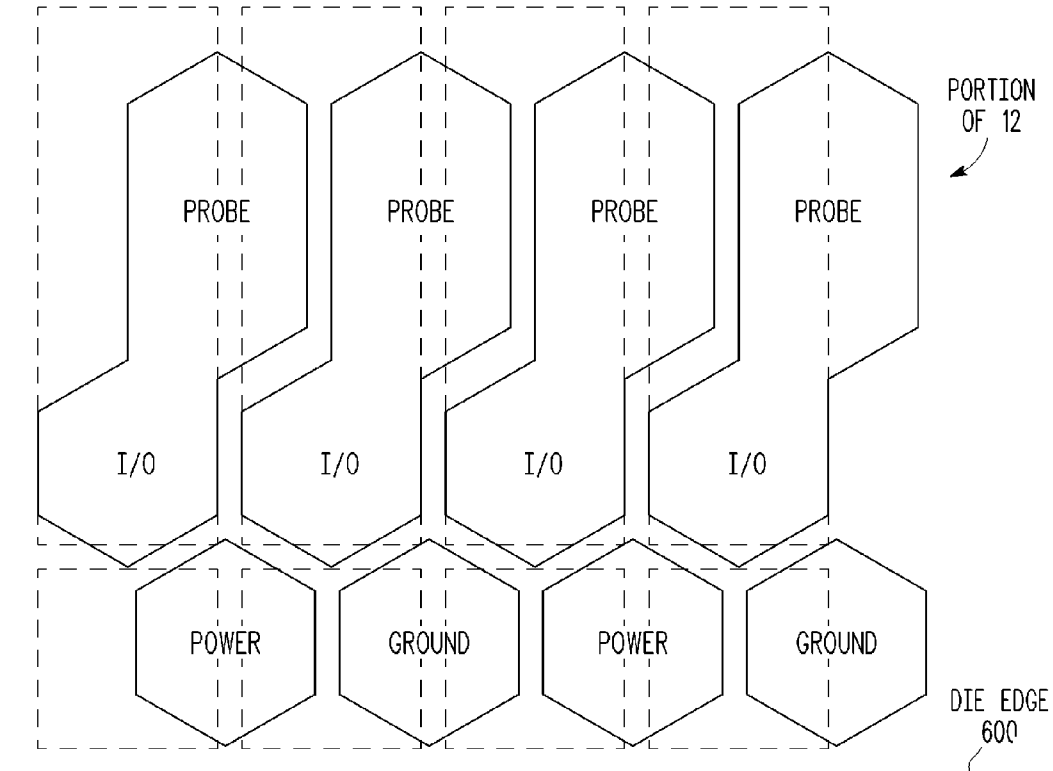 PORTION
OF 12
PROBE PROBE PROBE PROBE
I/O I/O I/O I/O
POWER GROUND POWER GROUND
DIE EDGE
600